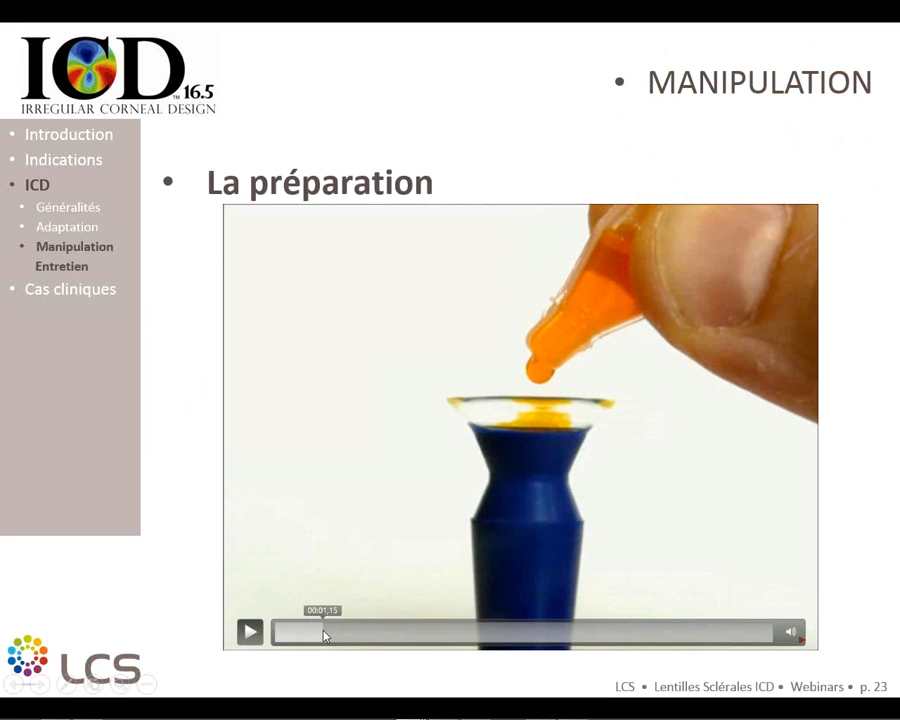 ICD
™ 16.5
IRREGULAR CORNEAL DESIGN
• MANIPULATION
• Introduction
• Indications
• ICD
• Généralités
• Adaptation
• Manipulation
Entretien
• Cas cliniques
• La préparation
00:01,15
LCS
LCS • Lentilles Sclérales ICD • Webinars • p. 23